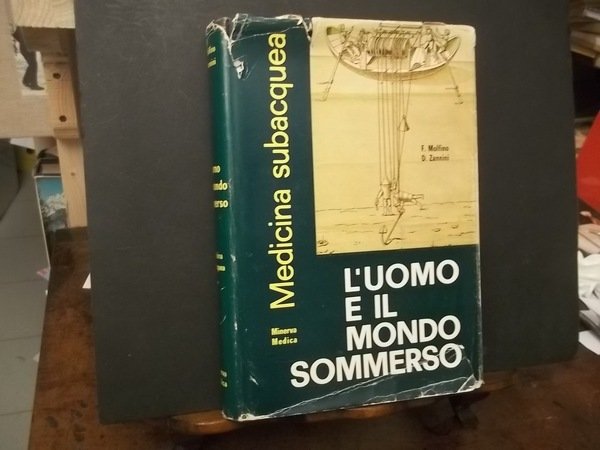 Medicina subacquea
F. Molfino
D. Zannini
L'UOMO
E IL
MONDO
SOMMERSO
Minerva
Medica